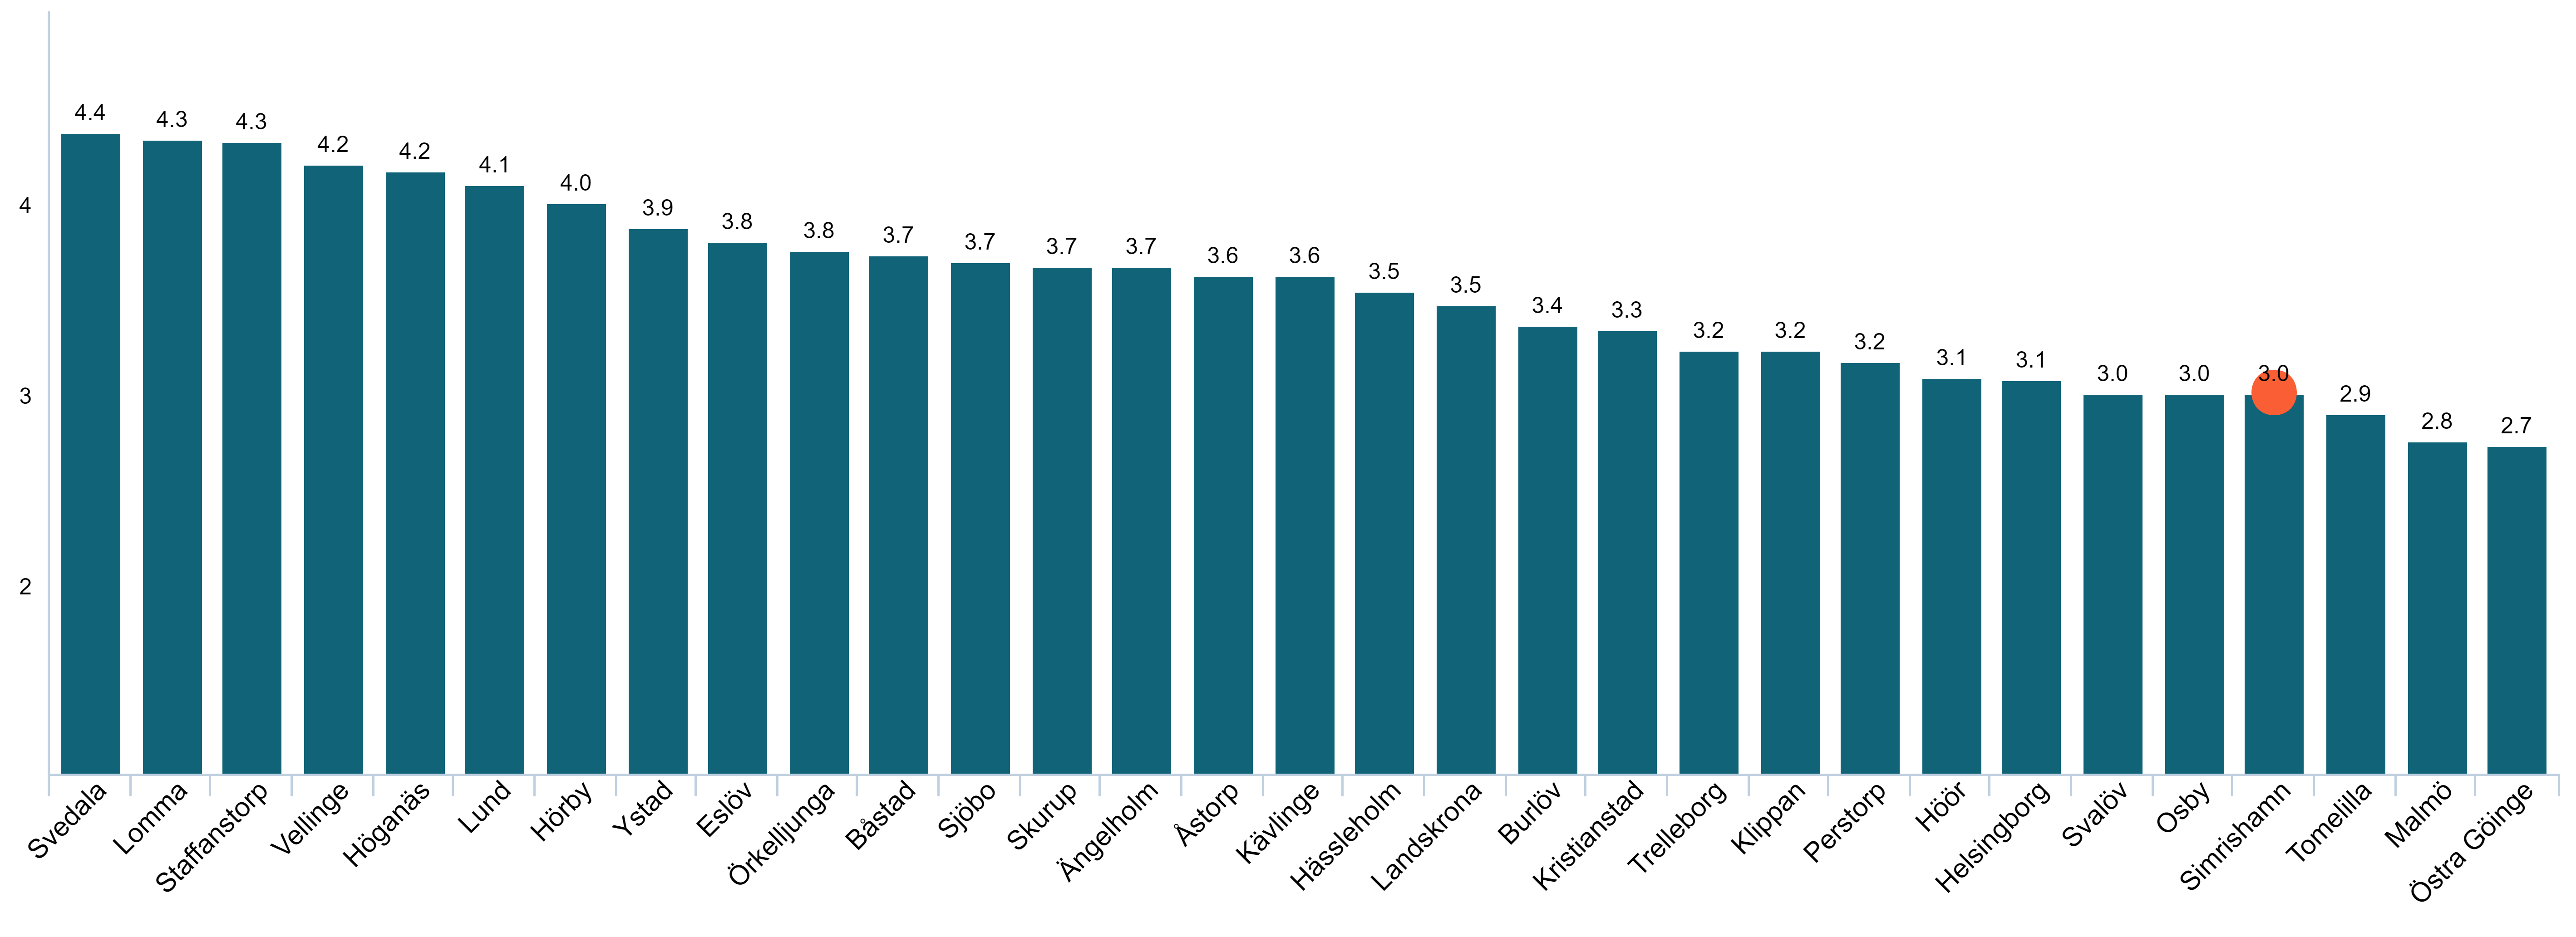 4.4
4.3
4.3
4.2
4.2
4.1
4.0
3.9
3.8
3.8
3.7
3.7
3.7
3.7
3.6
3.6
3.5
3.5
3.4
3.3
3.2
3.2
3.2
3.1
3.1
3.0
3.0
3.0
2.9
2.8
2.7
4
3
2
Svedala
Lomma
Staffanstorp
Vellinge
Höganäs
Lund
Hörby
Ystad
Eslöv
Örkelljunga
Båstad
Sjöbo
Skurup
Ängelholm
Åstorp
Kävlinge
Hässleholm
Landskrona
Burlöv
Kristianstad
Trelleborg
Klippan
Perstorp
Höör
Helsingborg
Svalöv
Osby
Simrishamn
Tomelilla
Malmö
Östra Göinge